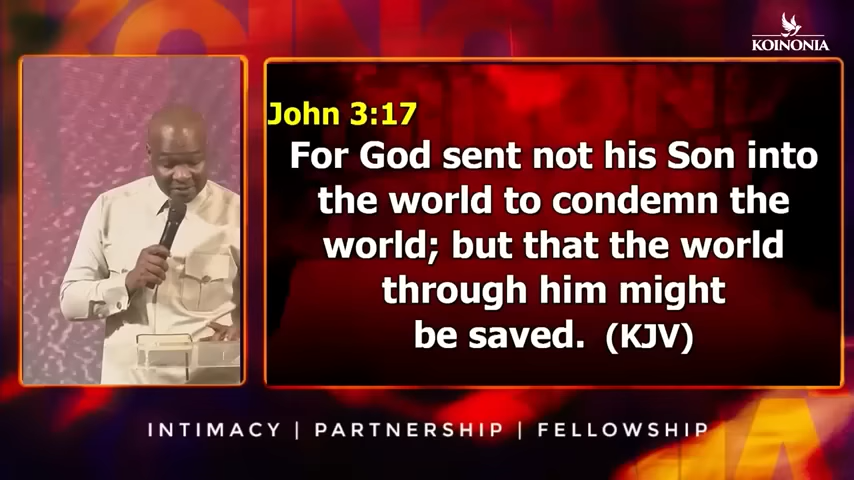 KOINONIA
John 3:17
For God sent not his Son into
the world to condemn the
world; but that the world
through him might
be saved. (KJV)
INTIMACY | PARTNERSHIP | FELLOWSHIP